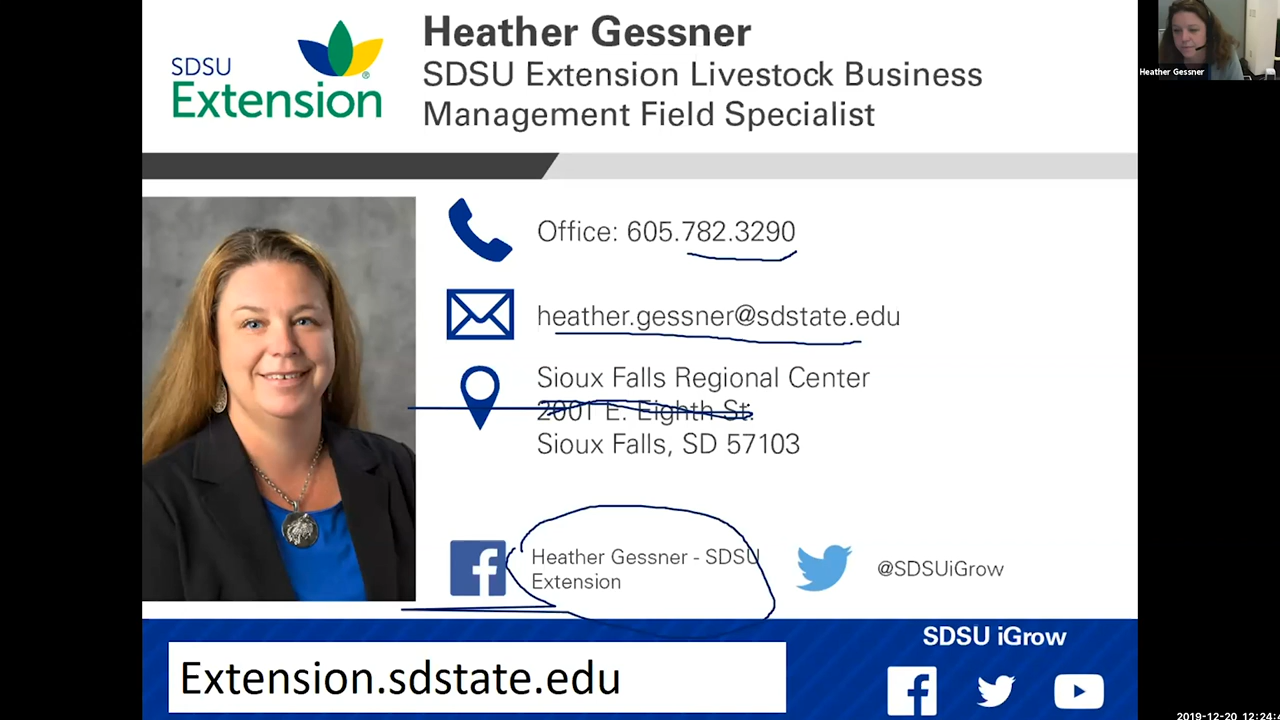 Heather Gessner
SDSU Extension Livestock Business
Management Field Specialist
SDSU
Extension
Heather Gessner
Office: 605.782.3290
heather.gessner@sdstate.edu
Sioux Falls Regional Center
2001 E. Eighth St.
Sioux Falls, SD 57103
Heather Gessner - SDSU
Extension
@SDSUiGrow
SDSU iGrow
Extension.sdstate.edu